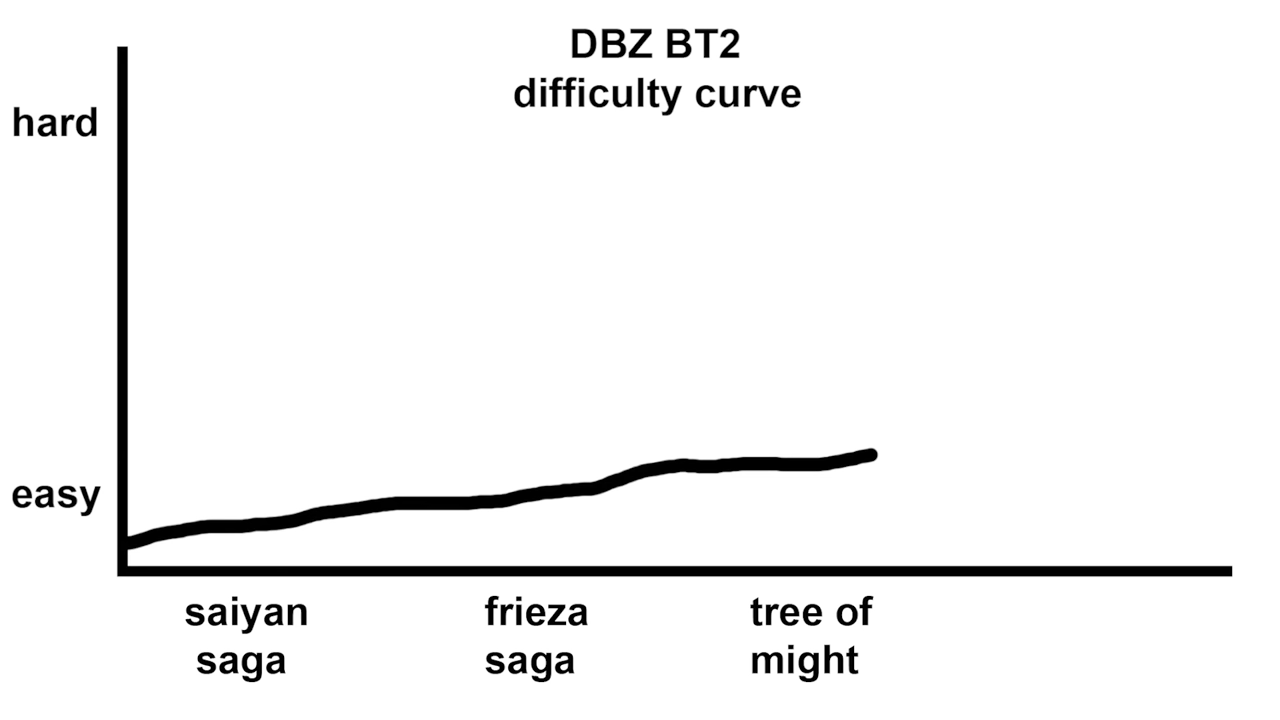 DBZ BT2
difficulty curve
hard
easy
saiyan
saga
frieza
saga
tree of
might